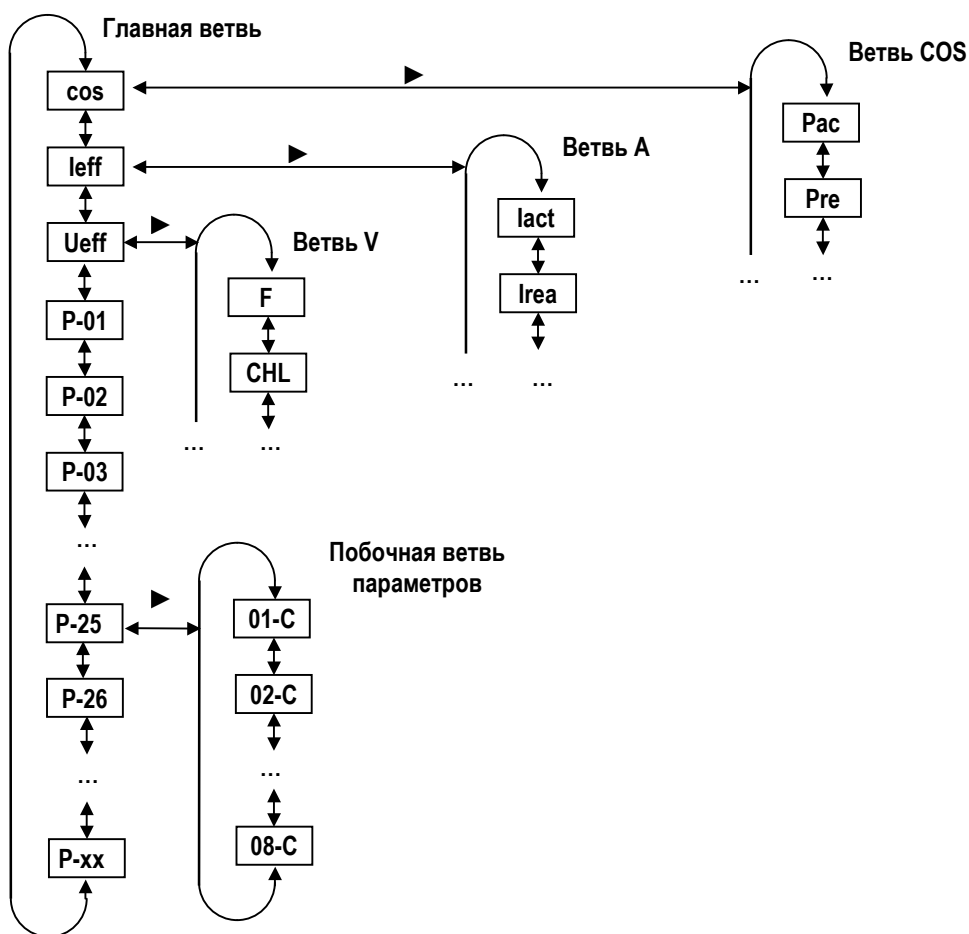 Главная ветвь
cos
Ieff
Ueff
P-01
P-02
P-03
...
P-25
P-26
...
P-xx
Ветвь V
F
CHL
...
...
Ветвь A
Iact
Irea
...
...
Ветвь COS
Pac
Pre
...
...
Побочная ветвь
параметров
01-C
02-C
...
08-C